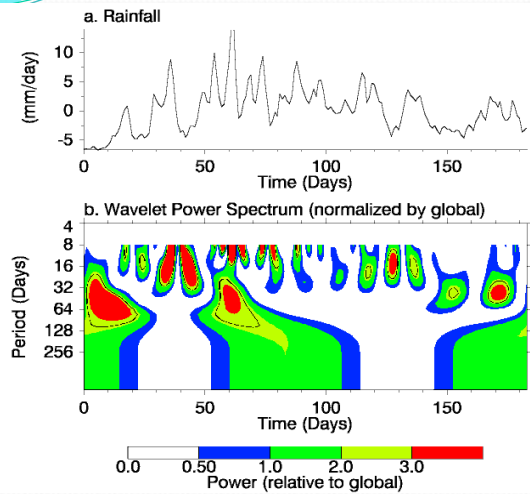 a. Rainfall
(mm/day)
10
5
0
-5
0 50 100 150
Time (Days)
b. Wavelet Power Spectrum (normalized by global)
Period (Days)
4
8
16
32
64
128
256
0 50 100 150
Time (Days)
0.0 0.50 1.0 2.0 3.0
Power (relative to global)